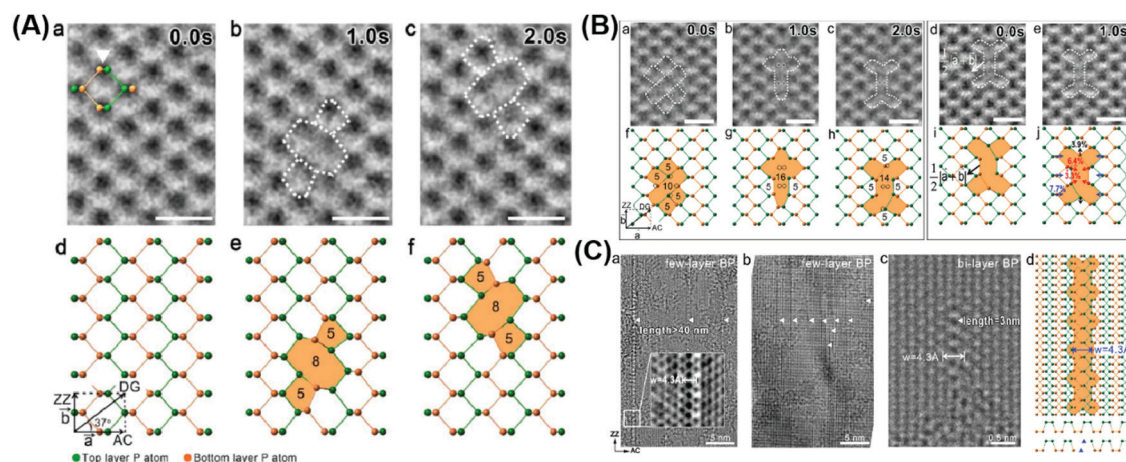 (A)
a
0.0s
b
1.0s
c
2.0s
d
ZZ
b
37°
DG
a
AC
e
5
8
5
f
5
8
5
Top layer P atom
Bottom layer P atom
(B)
a
0.0s
b
1.0s
c
2.0s
d
0.0s
e
1.0s
f
5
5
10
5
5
ZZ
DG
b
a
AC
g
16
5
5
h
5
14
5
5
5
i
1/2|a+b|
j
3.9%
6.4%
3.3%
7.7%
(C)
a
few-layer BP
length>40 nm
w=4.3A
5 nm
ZZ
AC
b
few-layer BP
5 nm
c
bi-layer BP
length=3nm
w=4.3A
0.5 nm
d
w=4.3A